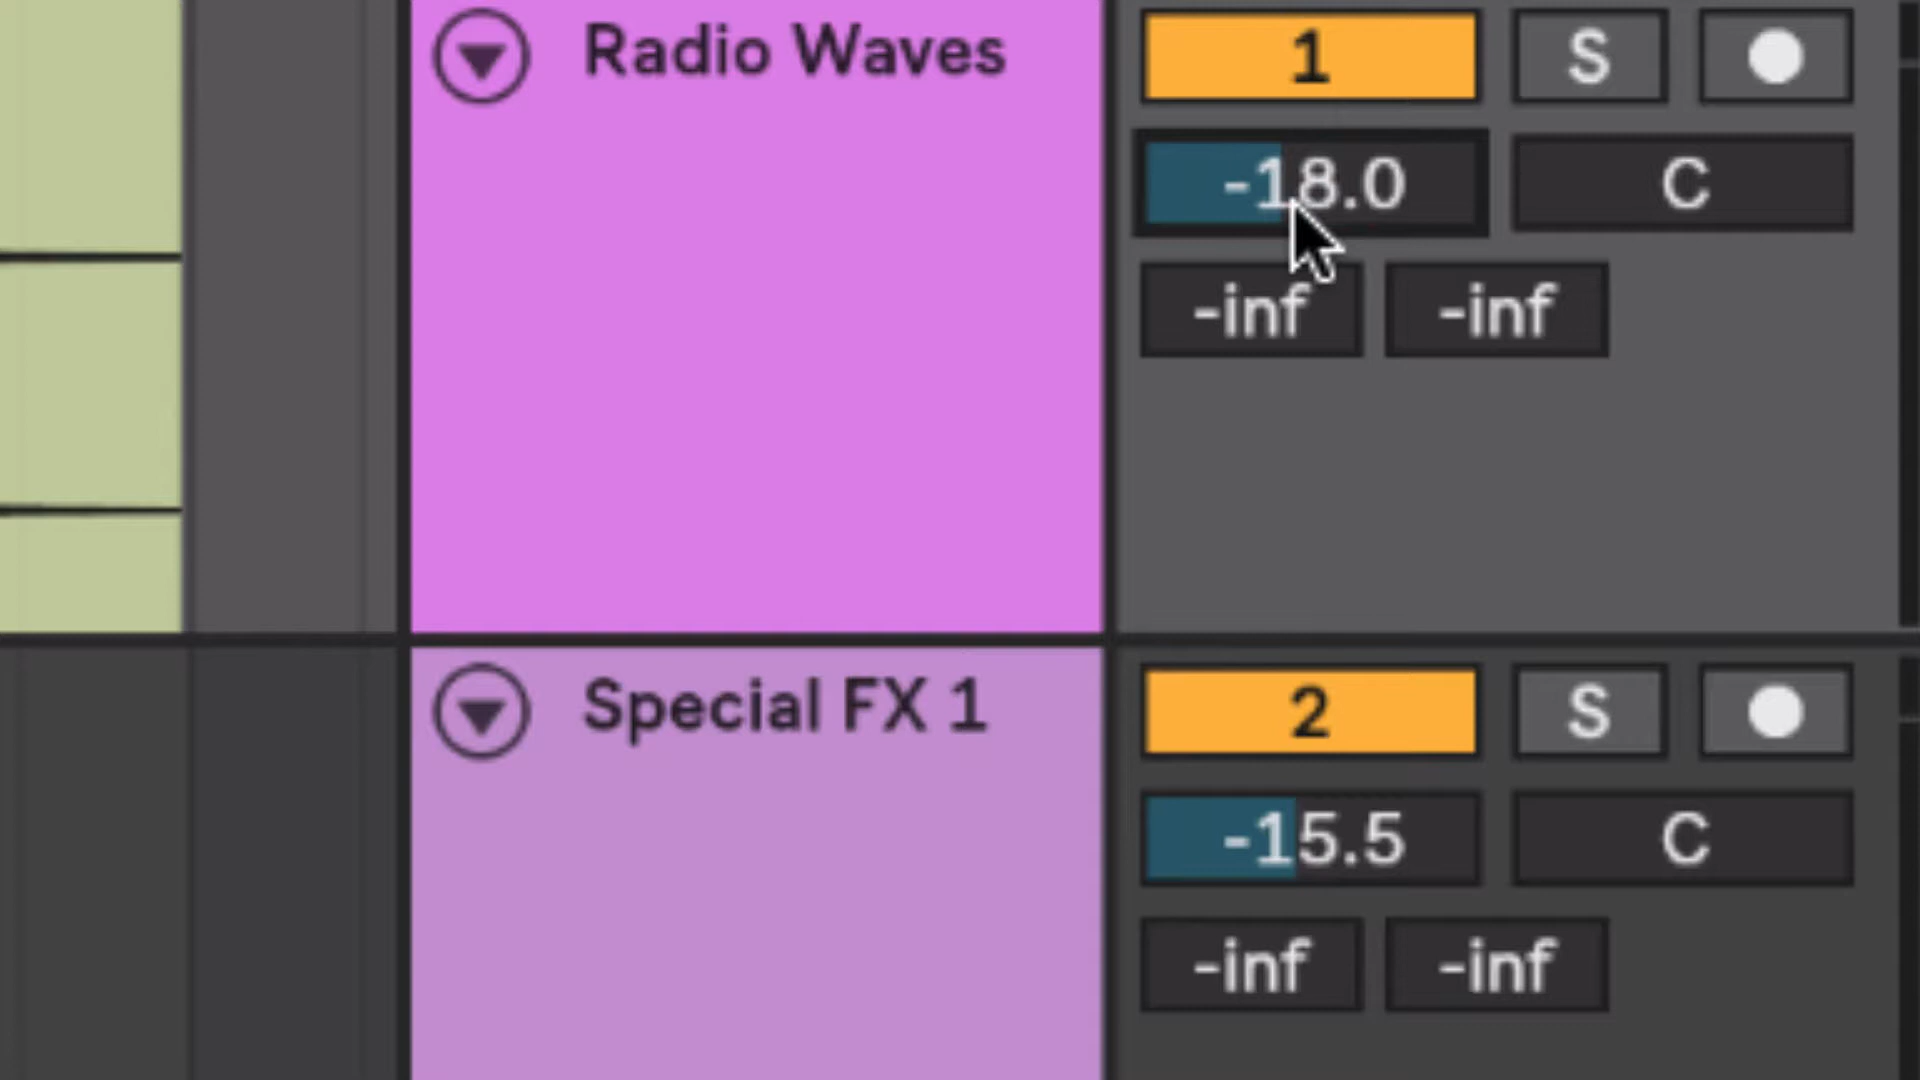 Radio Waves 1 S
-18.0 C
-inf -inf
Special FX 1 2 S
-15.5 C
-inf -inf